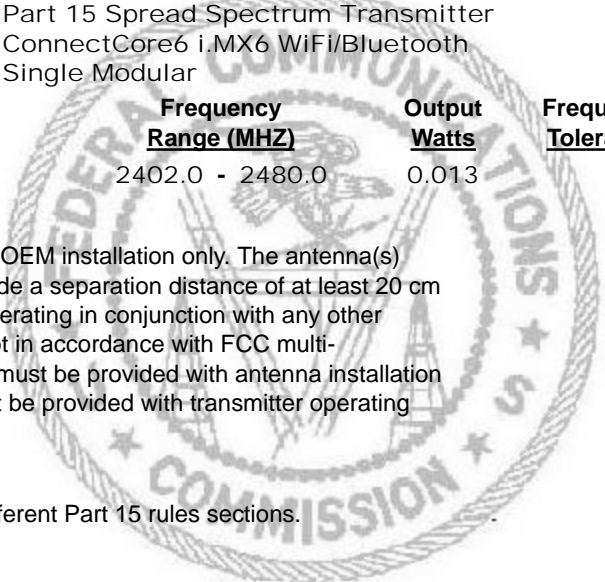 Part 15 Spread Spectrum Transmitter
ConnectCore6 i.MX6 WiFi/Bluetooth
Single Modular
Frequency Output
Range (MHZ) Watts
2402.0 - 2480.0 0.013
OEM installation only. The antenna(s)
a separation distance of at least 20 cm
in conjunction with any other
in accordance with FCC multi-
must be provided with antenna installation
be provided with transmitter operating
Part 15 rules sections.
FEDERAL COMMUNICATIONS COMMISSION